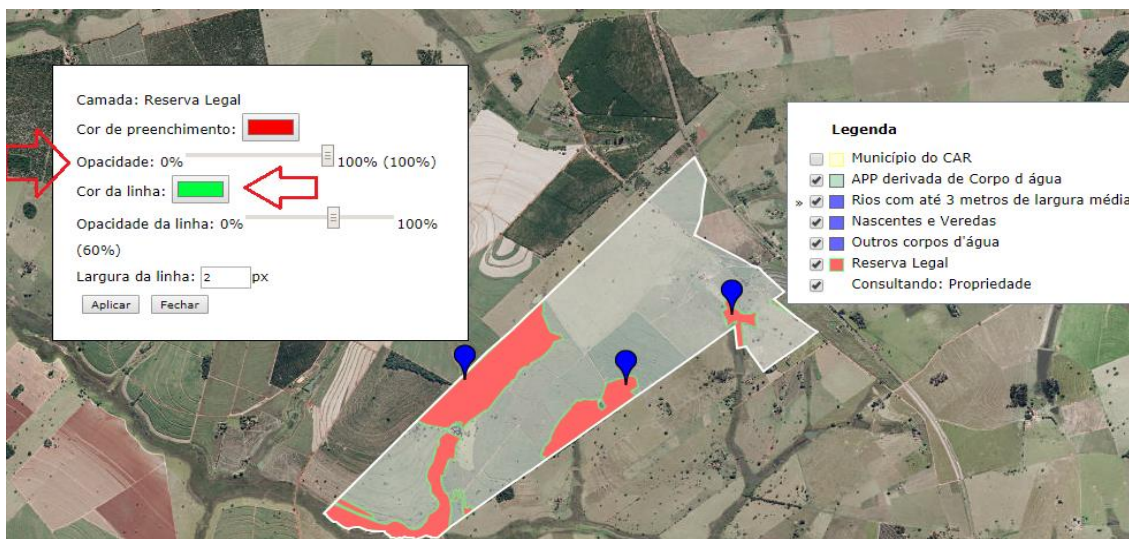 Camada: Reserva Legal
Cor de preenchimento:
Opacidade: 0% 100% (100%)
Cor da linha:
Opacidade da linha: 0% 100%
(60%)
Largura da linha: 2 px
Aplicar Fechar
Legenda
Município do CAR
APP derivada de Corpo d água
» Rios com até 3 metros de largura média
Nascentes e Veredas
Outros corpos d'água
Reserva Legal
Consultando: Propriedade